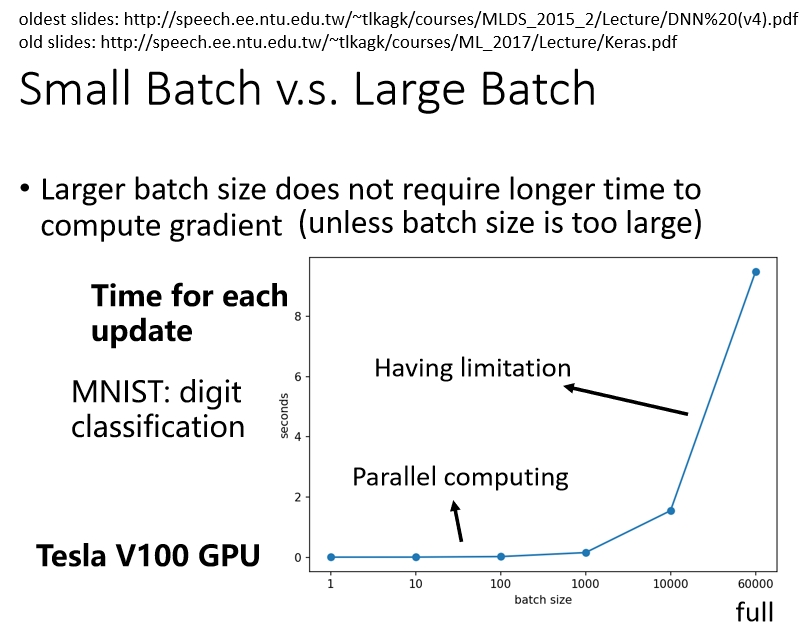 oldest slides: http://speech.ee.ntu.edu.tw/~tlkagk/courses/MLDS_2015_2/Lecture/DNN%20(v4).pdf
old slides: http://speech.ee.ntu.edu.tw/~tlkagk/courses/ML_2017/Lecture/Keras.pdf
Small Batch v.s. Large Batch
• Larger batch size does not require longer time to
compute gradient (unless batch size is too large)
Time for each
update
MNIST: digit
classification
Tesla V100 GPU
seconds
8
6
4
2
0
Having limitation
Parallel computing
1 10 100 1000 10000 60000
batch size
full